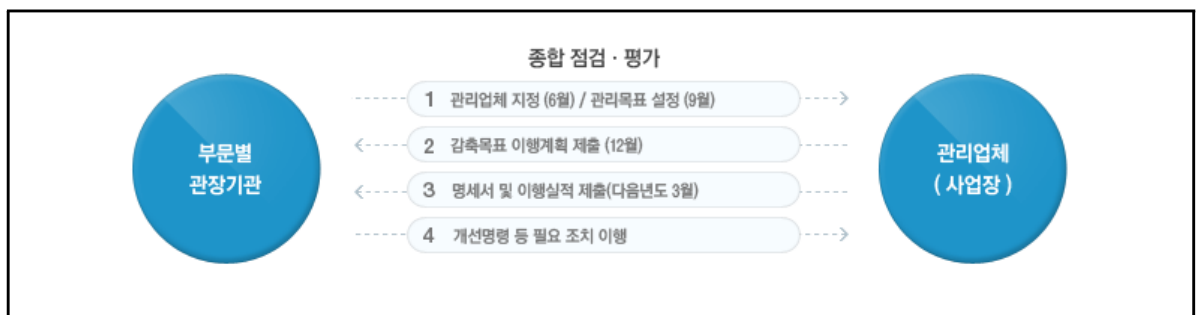 종합 점검 · 평가
부문별
관장기관
1 관리업체 지정 (6월) / 관리목표 설정 (9월)
2 감축목표 이행계획 제출 (12월)
3 명세서 및 이행실적 제출(다음년도 3월)
4 개선명령 등 필요 조치 이행
관리업체
( 사업장 )